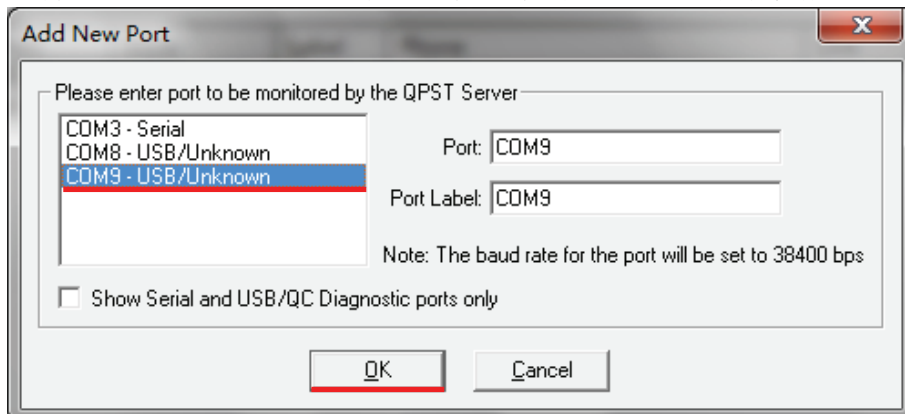 Add New Port
Please enter port to be monitored by the QPST Server
COM3 - Serial
COM8 - USB/Unknown
COM9 - USB/Unknown
Port: COM9
Port Label: COM9
Note: The baud rate for the port will be set to 38400 bps
Show Serial and USB/QC Diagnostic ports only
OK
Cancel